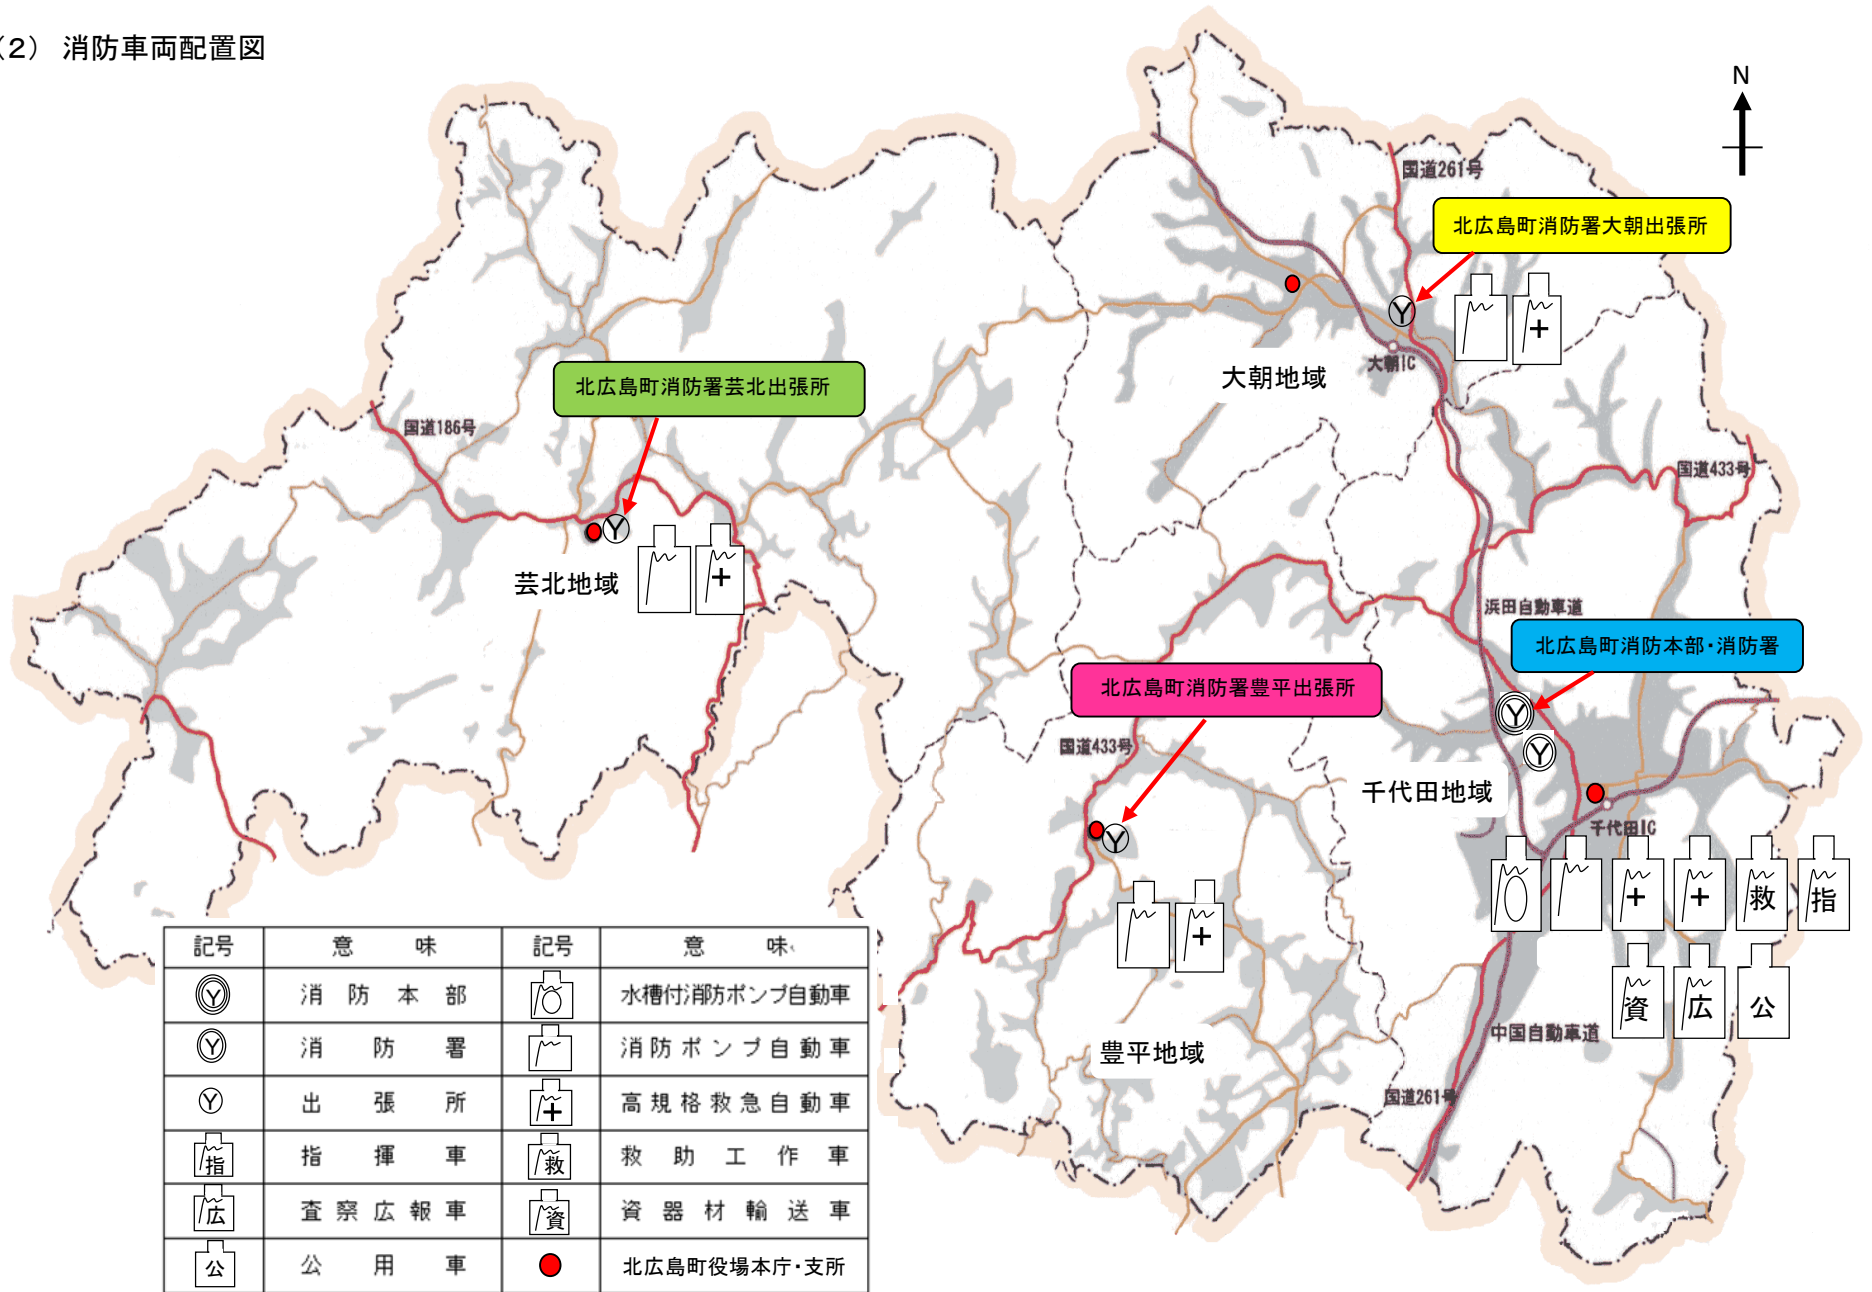 (2) 消防車両配置図
N
国道261号
北広島町消防署大朝出張所
Y
+
大朝IC
大朝地域
北広島町消防署芸北出張所
国道186号
国道433号
Y
+
芸北地域
浜田自動車道
北広島町消防本部・消防署
北広島町消防署豊平出張所
Y
Y
国道433号
千代田地域
Y
千代田IC
+
+
救
指
+
資
広
公
中国自動車道
豊平地域
国道261号
記号 意味 記号 意味
Y 消防本部 水槽付消防ポンプ自動車
Y 消防署 消防ポンプ自動車
Y 出張所 + 高規格救急自動車
指 指揮車 救 救助工作車
広 査察広報車 資 資器材輸送車
公 公用車 北広島町役場本庁・支所